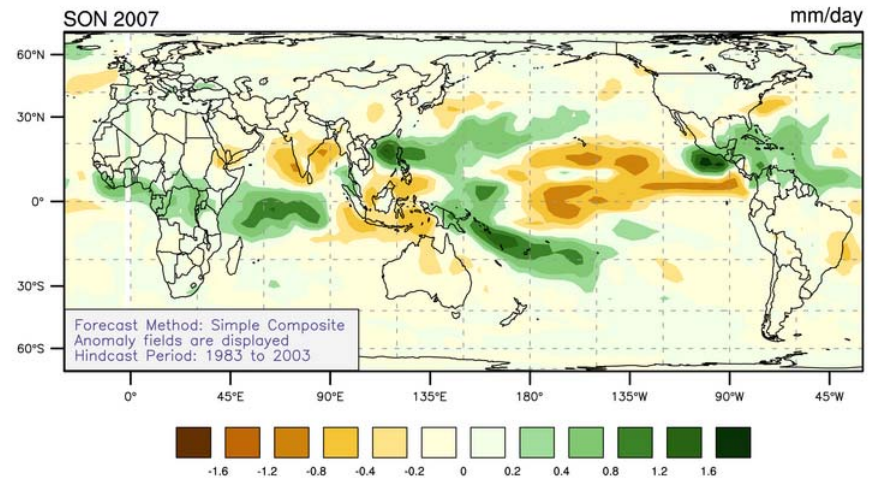 SON 2007
mm/day
60°N
30°N
0°
30°S
60°S
Forecast Method: Simple Composite
Anomaly fields are displayed
Hindcast Period: 1983 to 2003
0° 45°E 90°E 135°E 180° 135°W 90°W 45°W
-1.6 -1.2 -0.8 -0.4 -0.2 0 0.2 0.4 0.8 1.2 1.6